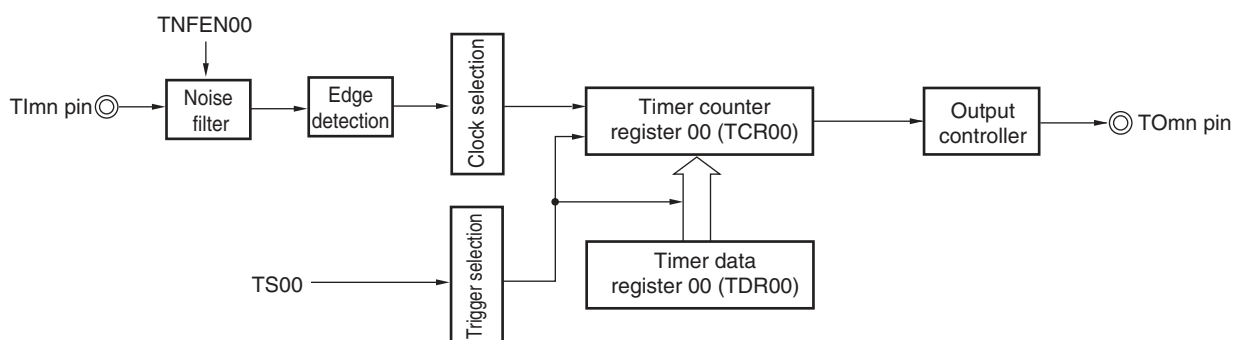 TNFEN00
TImn pin
Noise
filter
Edge
detection
Clock selection
Timer counter
register 00 (TCR00)
Output
controller
TOmn pin
TS00
Trigger selection
Timer data
register 00 (TDR00)